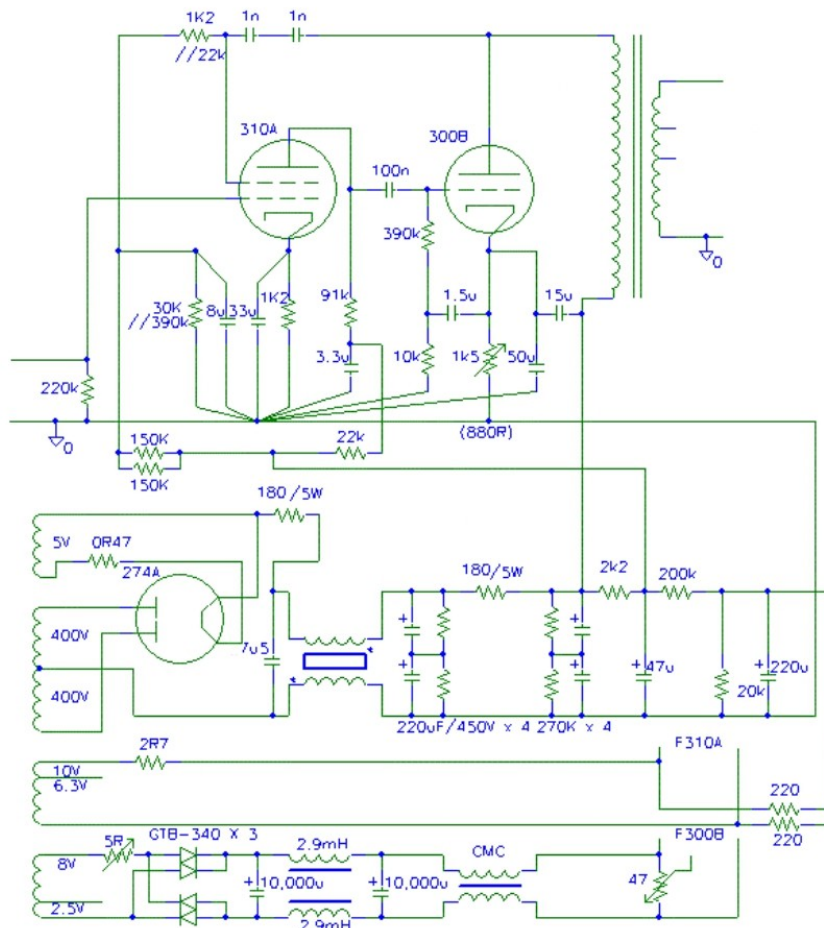 1K2
1n
1n
//22k
310A
300B
100n
390k
30K
//390k
8u
33u
1K2
91k
1.5u
15u
3.3u
10k
1k5
50u
220k
0
0
(880R)
150K
22k
150K
180/5W
5V
0R47
274A
180/5W
2k2
200k
400V
7u5
+
+
*
*
+
+
+47u
+220u
400V
20k
220uF/450V x 4
270K x 4
2R7
F310A
10V
6.3V
220
220
GTB-340 X 3
5R
2.9mH
CMC
F300B
8V
+10,000u
+10,000u
47
2.5V
2.9mH